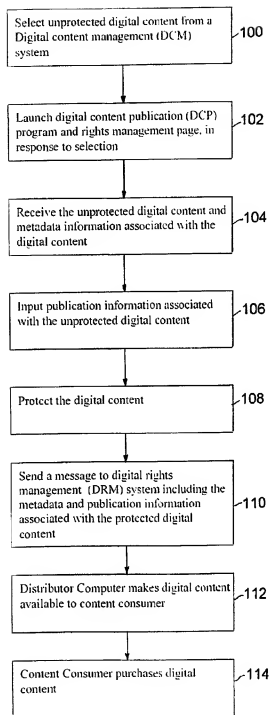 Select unprotected digital content from a
Digital content management (DCM)
system
100
Launch digital content publication (DCP)
program and rights management page, in
response to selection
102
Receive the unprotected digital content and
metadata information associated with the
digital content
104
Input publication information associated
with the unprotected digital content
106
Protect the digital content
108
Send a message to digital rights
management (DRM) system including the
metadata and publication information
associated with the protected digital
content
110
Distributor Computer makes digital content
available to content consumer
112
Content Consumer purchases digital
content
114